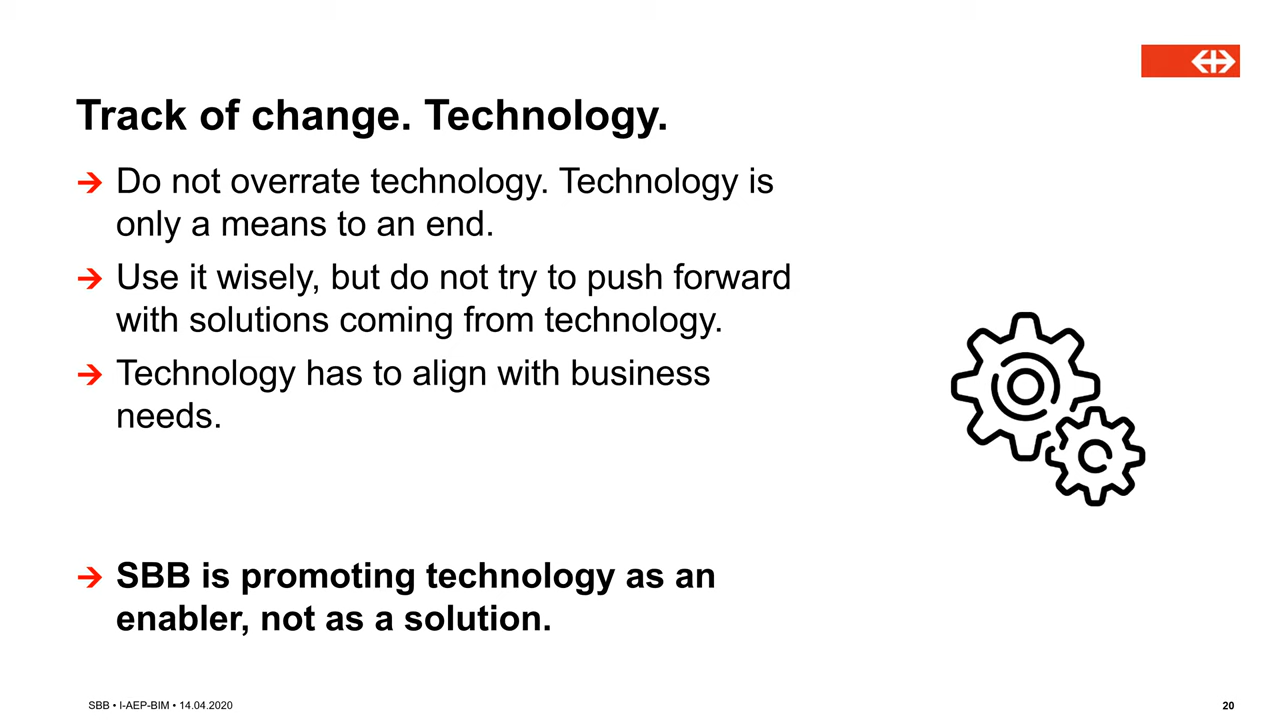 Track of change. Technology.
→ Do not overrate technology. Technology is
only a means to an end.
→ Use it wisely, but do not try to push forward
with solutions coming from technology.
→ Technology has to align with business
needs.
→ SBB is promoting technology as an
enabler, not as a solution.
SBB • I-AEP-BIM • 14.04.2020
20